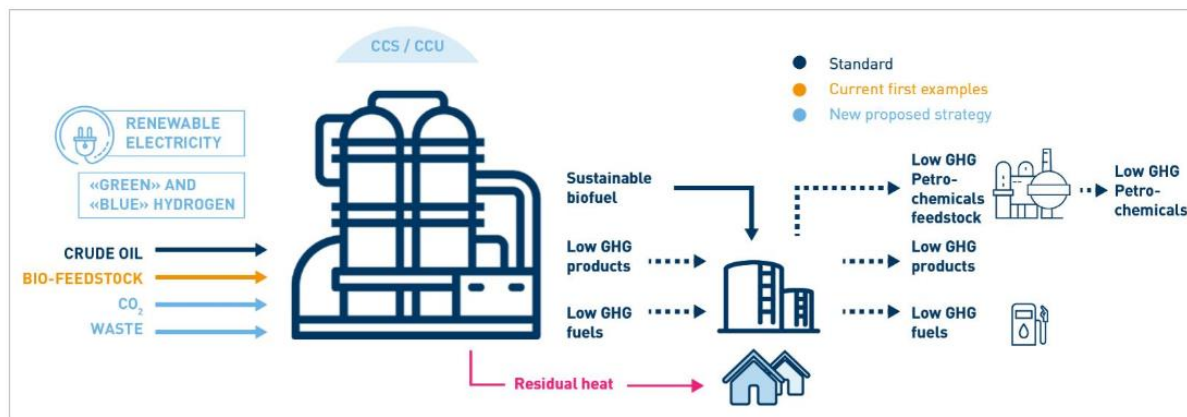 CCS / CCU
Standard
Current first examples
New proposed strategy
RENEWABLE
ELECTRICITY
«GREEN» AND
«BLUE» HYDROGEN
CRUDE OIL
BIO-FEEDSTOCK
CO₂
WASTE
Sustainable
biofuel
Low GHG
products
Low GHG
fuels
Residual heat
Low GHG
Petro-
chemicals
feedstock
Low GHG
Petro-
chemicals
Low GHG
products
Low GHG
fuels